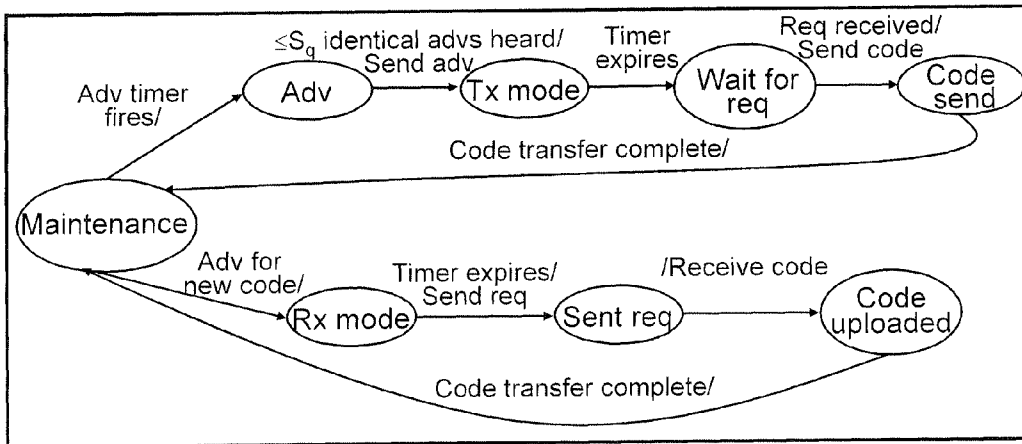 ≤Sq identical advs heard/
Send adv
Timer
expires
Req received/
Send code
Adv timer
fires/
Adv
Tx mode
Wait for
req
Code
send
Code transfer complete/
Maintenance
Adv for
new code/
Timer expires/
Send req
/Receive code
Rx mode
Sent req
Code
uploaded
Code transfer complete/